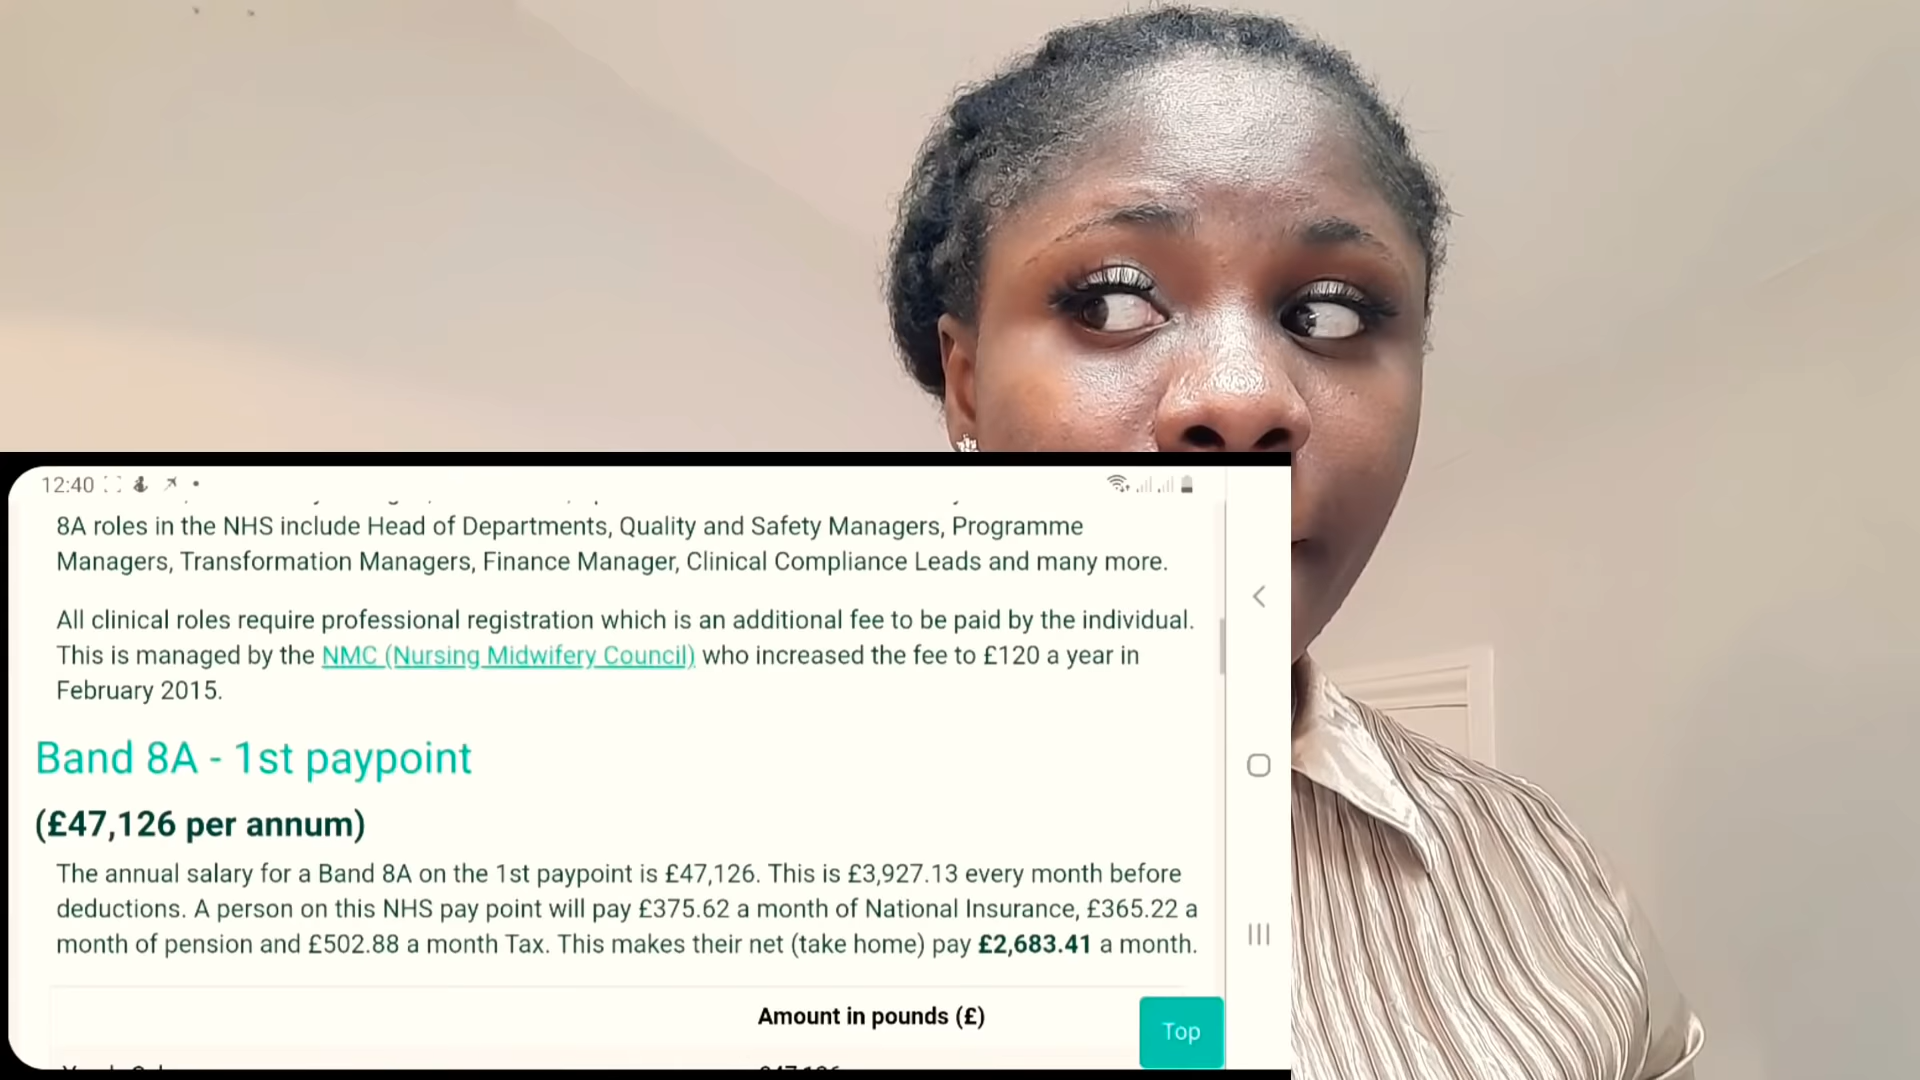 12:40
8A roles in the NHS include Head of Departments, Quality and Safety Managers, Programme
Managers, Transformation Managers, Finance Manager, Clinical Compliance Leads and many more.
All clinical roles require professional registration which is an additional fee to be paid by the individual.
This is managed by the NMC (Nursing Midwifery Council) who increased the fee to £120 a year in
February 2015.
Band 8A - 1st paypoint
(£47,126 per annum)
The annual salary for a Band 8A on the 1st paypoint is £47,126. This is £3,927.13 every month before
deductions. A person on this NHS pay point will pay £375.62 a month of National Insurance, £365.22 a
month of pension and £502.88 a month Tax. This makes their net (take home) pay £2,683.41 a month.
Amount in pounds (£)
Top